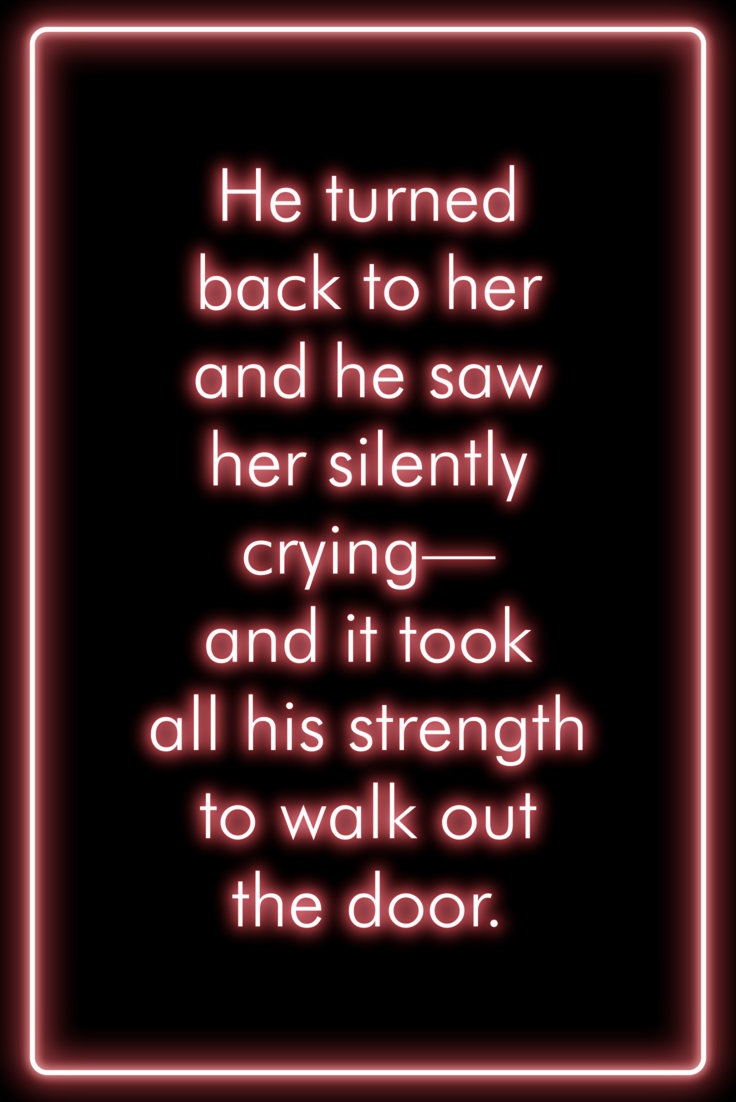 He turned
back to her
and he saw
her silently
crying—
and it took
all his strength
to walk out
the door.